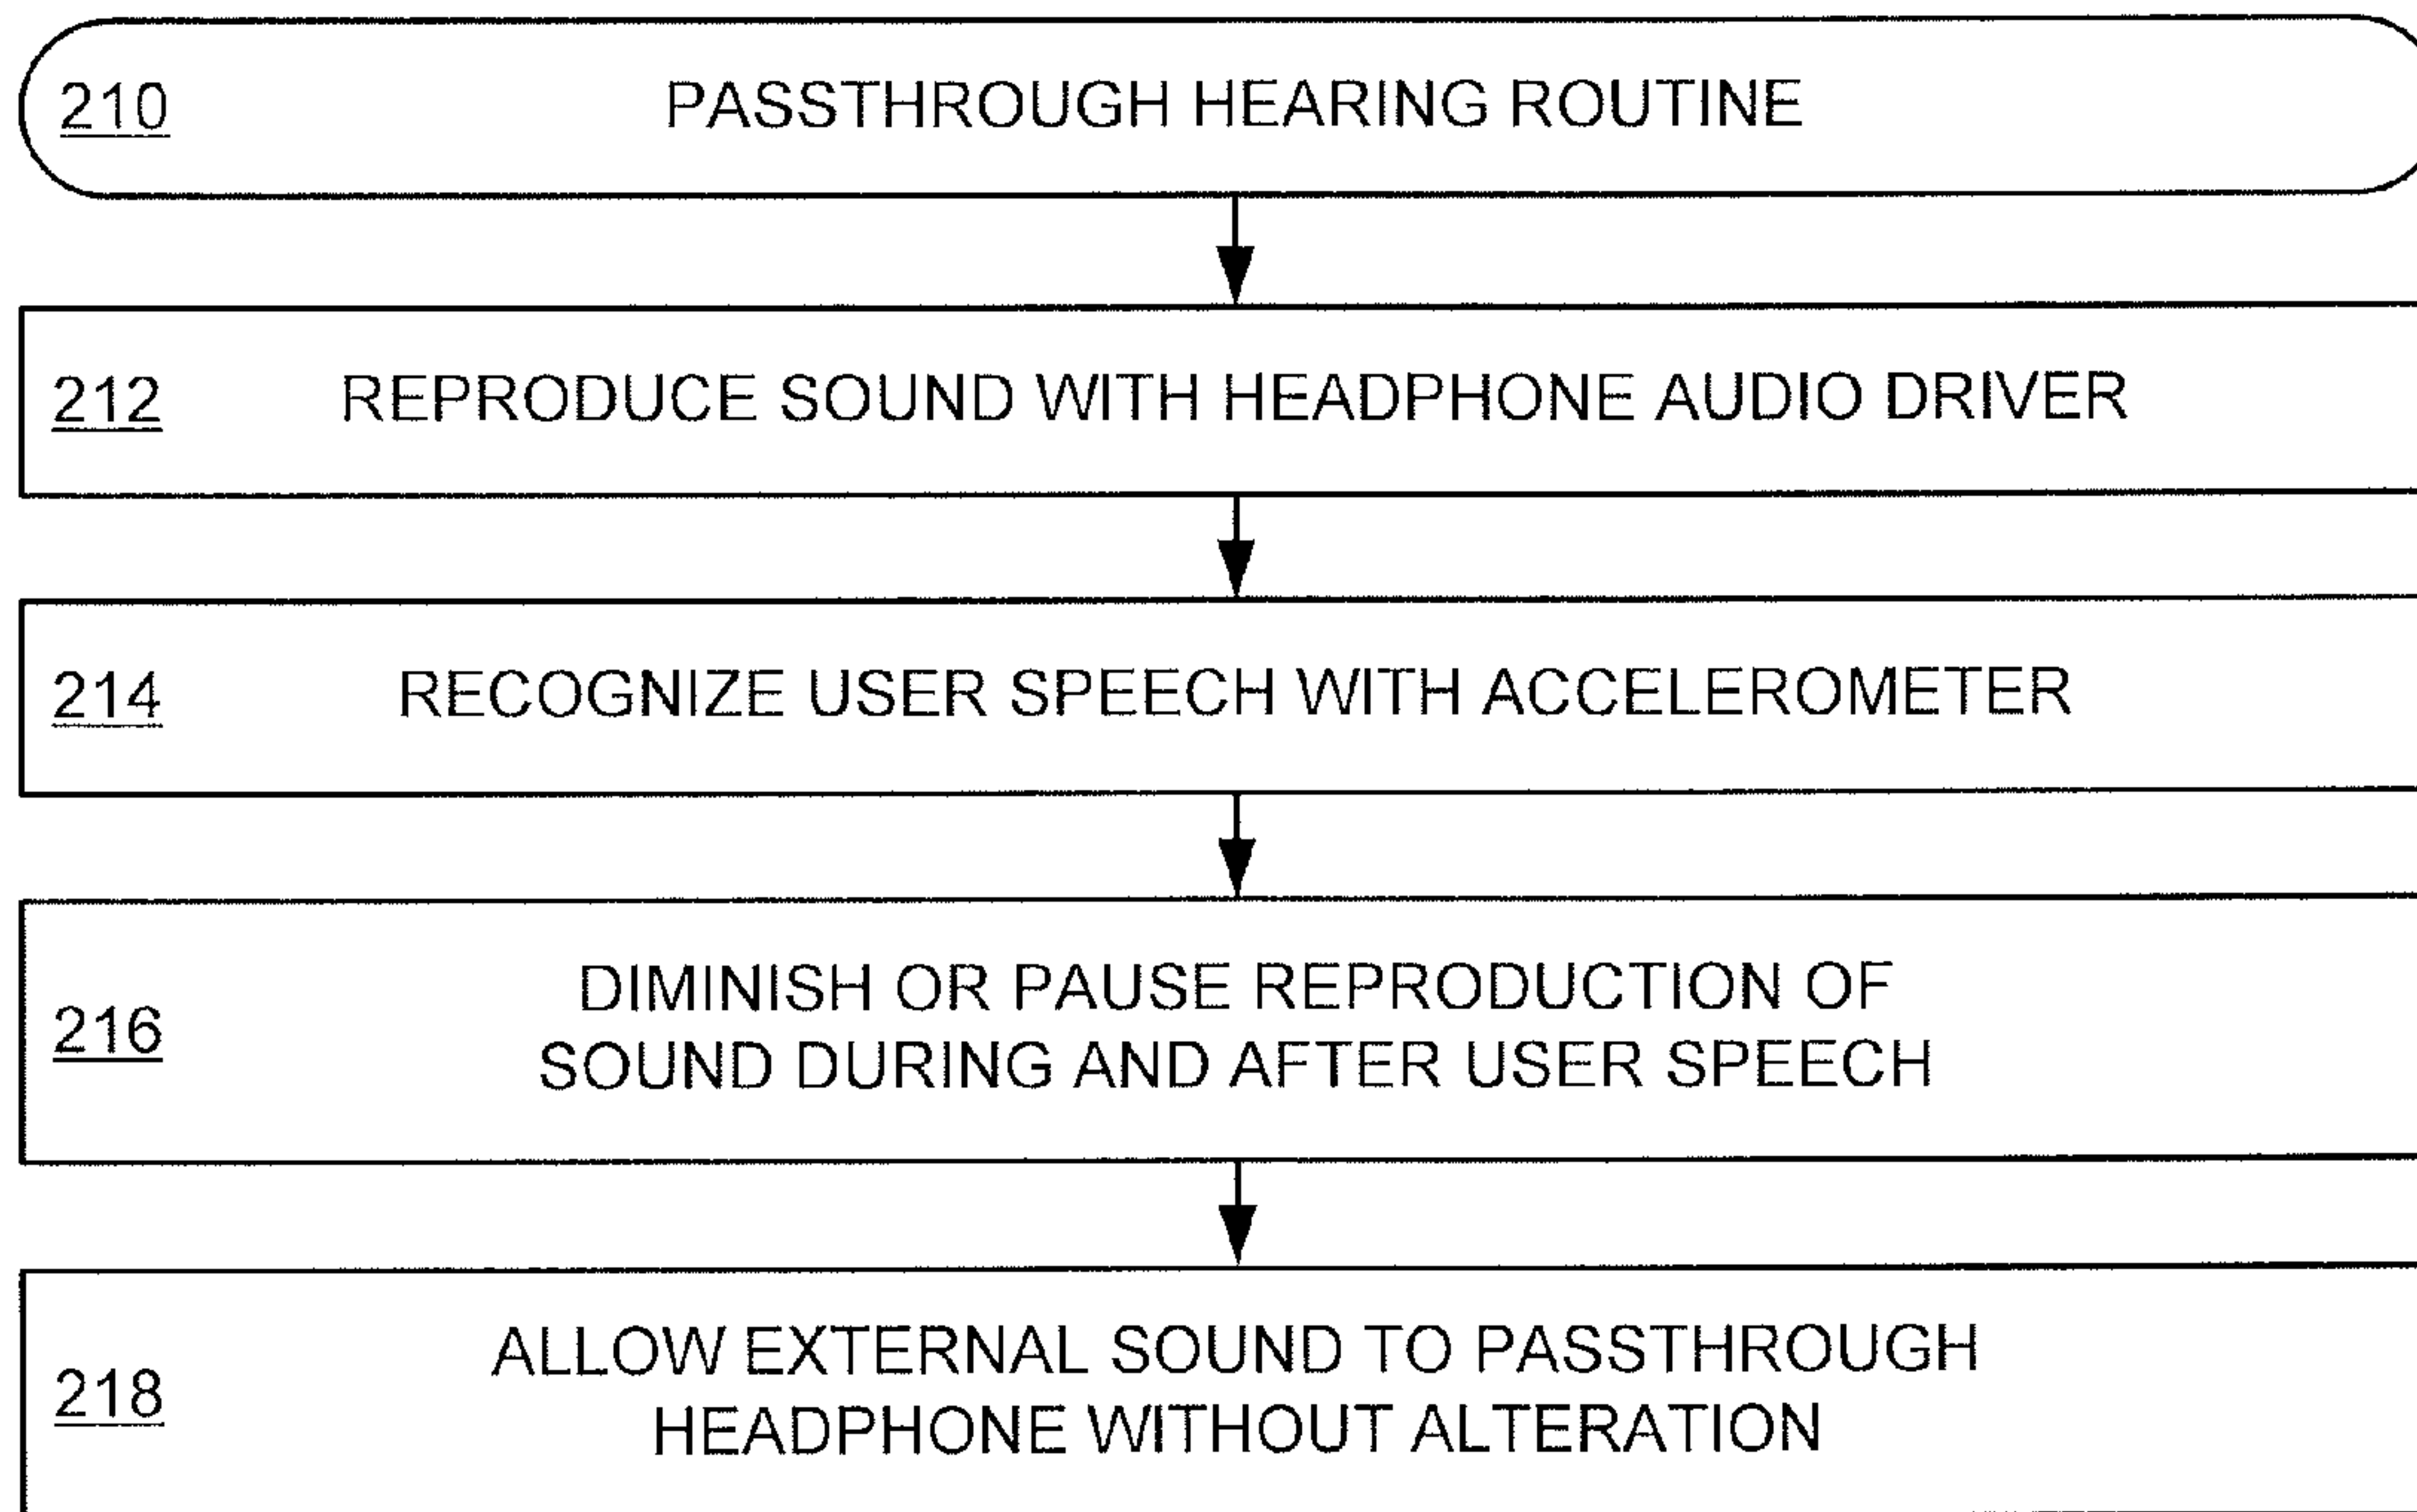 210 PASSTHROUGH HEARING ROUTINE
212 REPRODUCE SOUND WITH HEADPHONE AUDIO DRIVER
214 RECOGNIZE USER SPEECH WITH ACCELEROMETER
216 DIMINISH OR PAUSE REPRODUCTION OF
SOUND DURING AND AFTER USER SPEECH
218 ALLOW EXTERNAL SOUND TO PASSTHROUGH
HEADPHONE WITHOUT ALTERATION